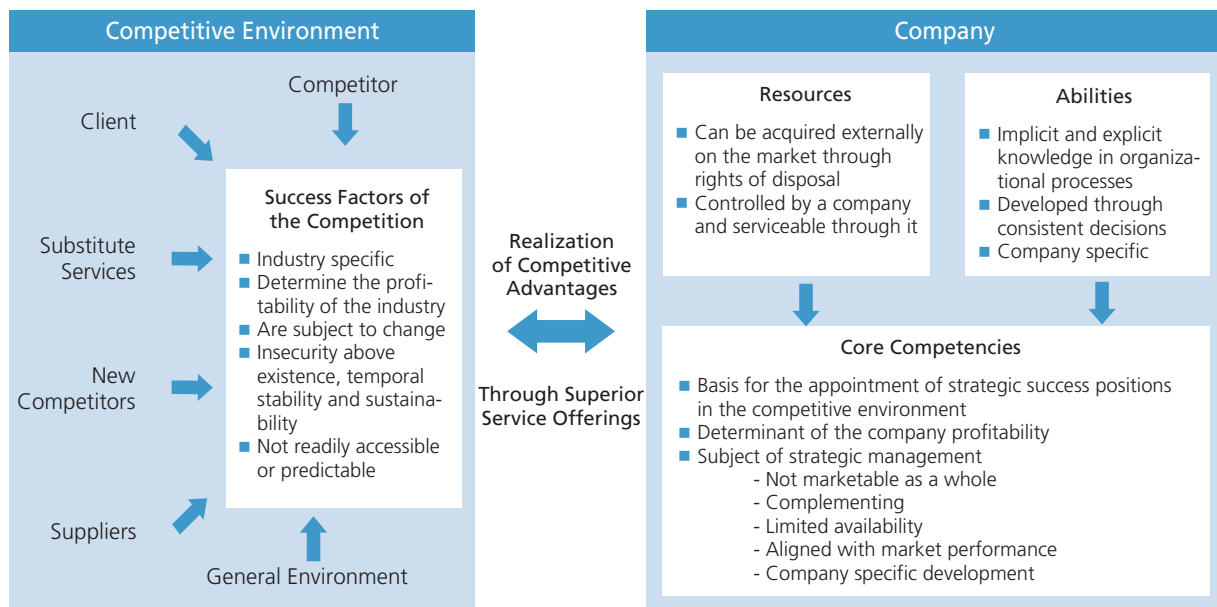 Competitive Environment
Competitor
Client
Substitute
Services
New
Competitors
Suppliers
General Environment
Success Factors of
the Competition
Industry specific
Determine the profi-
tability of the industry
Are subject to change
Insecurity above
existence, temporal
stability and sustaina-
bility
Not readily accessible
or predictable
Realization
of Competitive
Advantages
Through Superior
Service Offerings
Company
Resources
Can be acquired externally
on the market through
rights of disposal
Controlled by a company
and serviceable through it
Abilities
Implicit and explicit
knowledge in organiza-
tional processes
Developed through
consistent decisions
Company specific
Core Competencies
Basis for the appointment of strategic success positions
in the competitive environment
Determinant of the company profitability
Subject of strategic management
- Not marketable as a whole
- Complementing
- Limited availability
- Aligned with market performance
- Company specific development